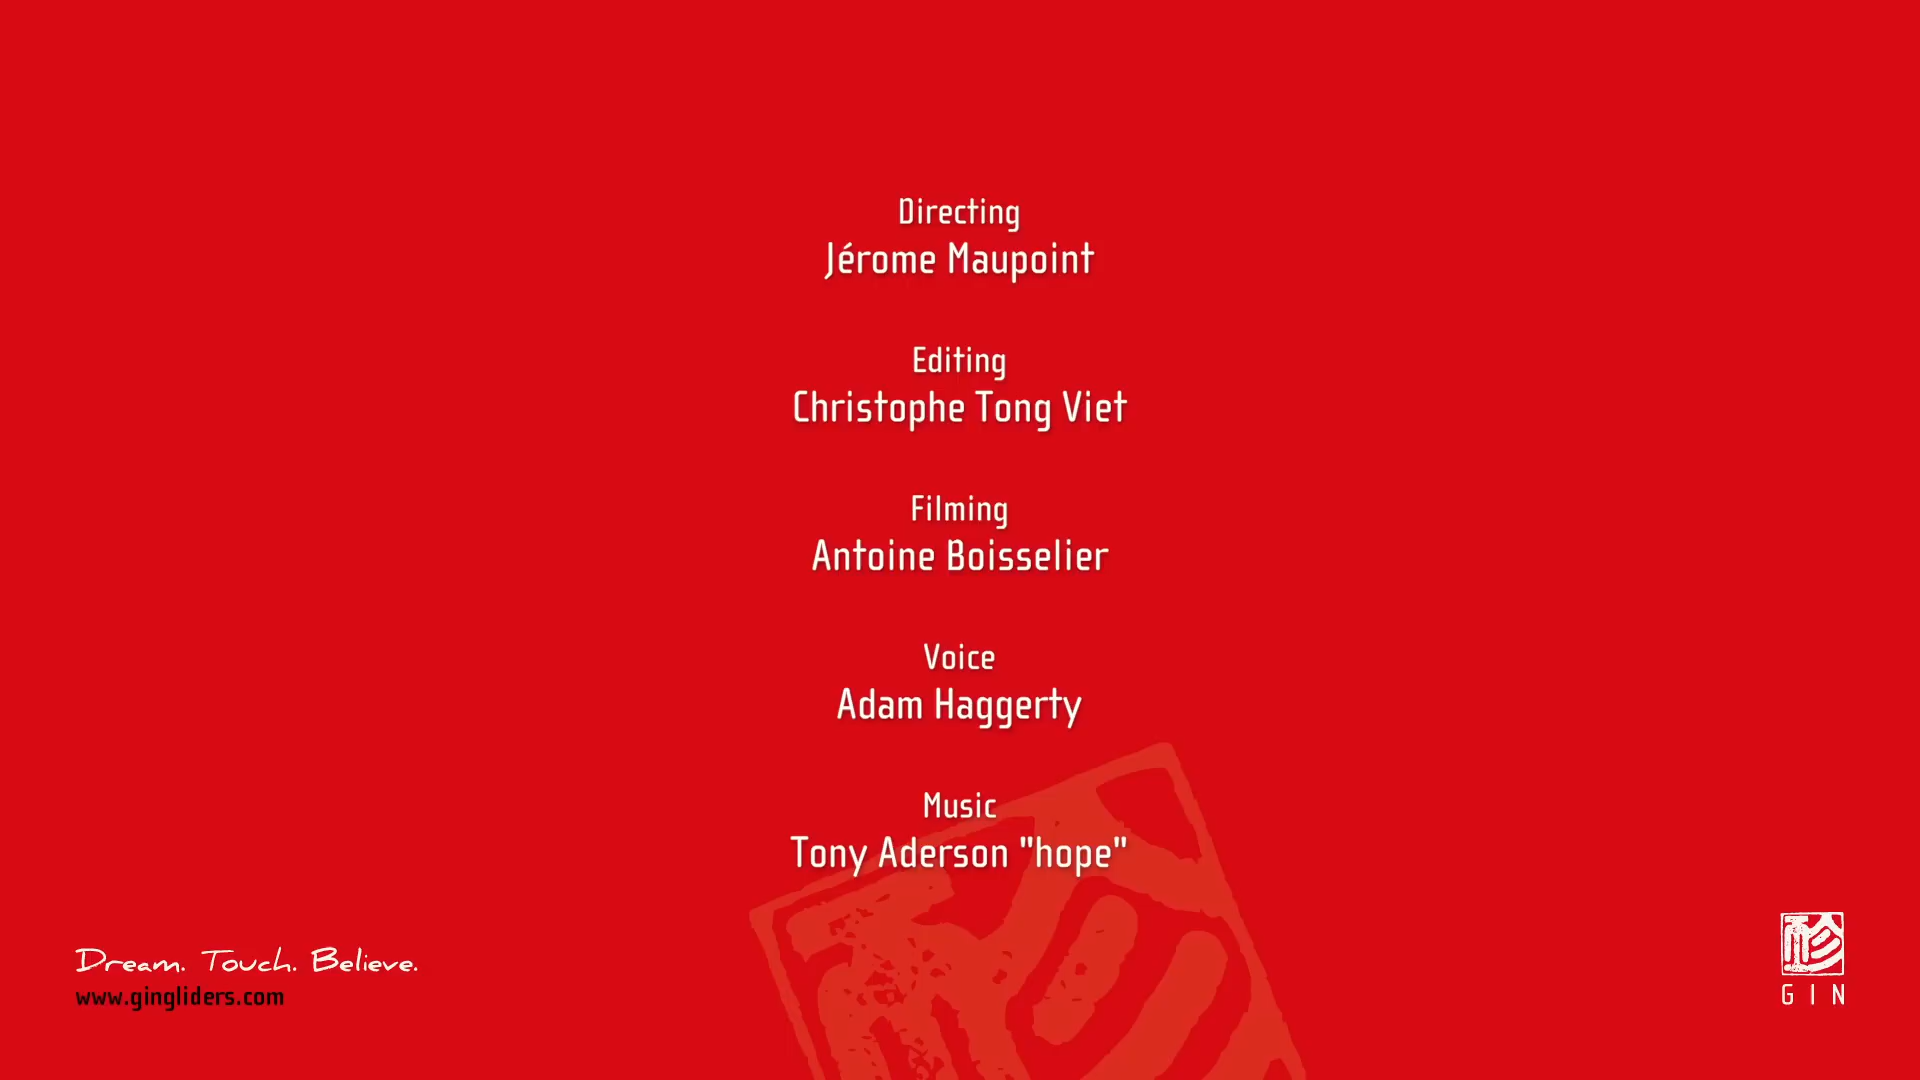 Directing
Jérome Maupoint
Editing
Christophe Tong Viet
Filming
Antoine Boisselier
Voice
Adam Haggerty
Music
Tony Aderson "hope"
Dream. Touch. Believe.
www.gingliders.com
GIN